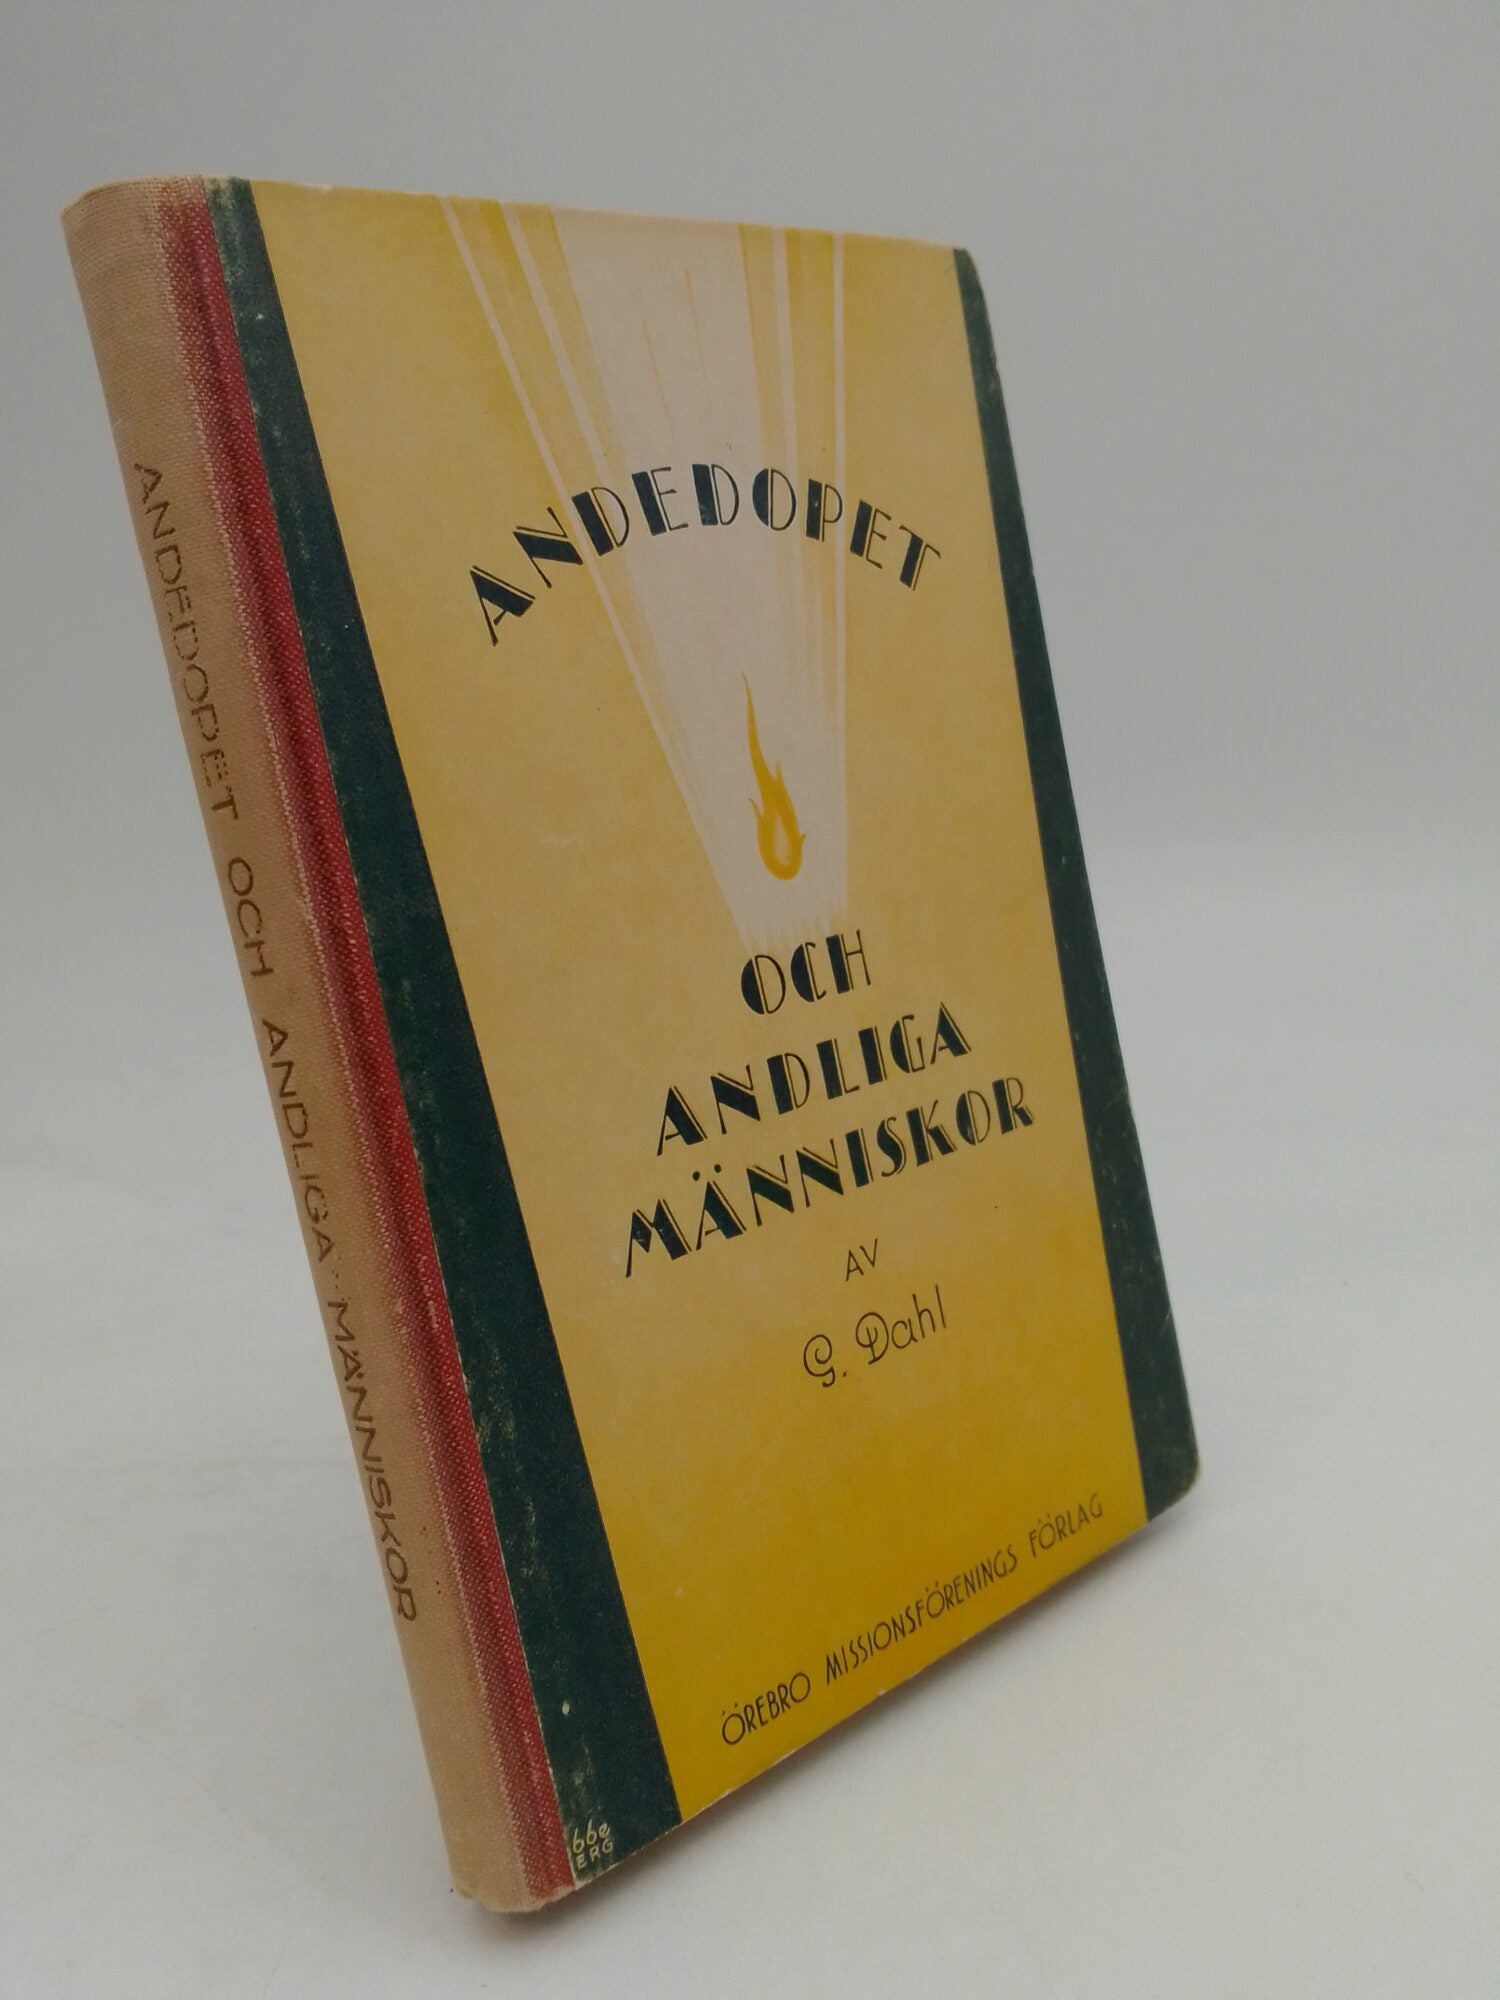 ANDEDOPET OCH ANDLIGA MÄNNISKOR
ANDEDOPET
OCH
ANDLIGA
MÄNNISKOR
AV
G. Dahl
ÖREBRO MISSIONSFÖRENINGS FÖRLAG